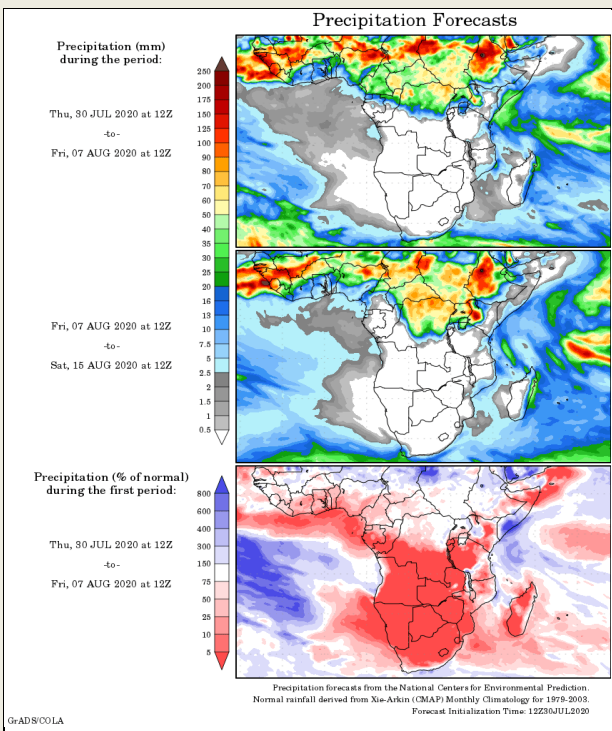 Precipitation Forecasts
Precipitation (mm)
during the period:
Thu, 30 JUL 2020 at 12Z
-to-
Fri, 07 AUG 2020 at 12Z
250
200
175
150
125
100
90
80
70
60
50
40
35
30
25
20
16
13
10
7.5
5
2.5
2
1.5
1
0.5
Fri, 07 AUG 2020 at 12Z
-to-
Sat, 15 AUG 2020 at 12Z
Precipitation (% of normal)
during the first period:
Thu, 30 JUL 2020 at 12Z
-to-
Fri, 07 AUG 2020 at 12Z
800
600
400
300
150
75
50
25
10
5
Precipitation forecasts from the National Centers for Environmental Prediction.
Normal rainfall derived from Xie-Arkin (CMAP) Monthly Climatology for 1979-2003.
Forecast Initialization Time: 12Z30JUL2020
GrADS/COLA